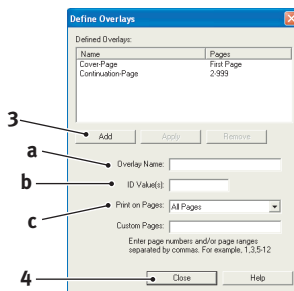 Define Overlays
Defined Overlays:
Name Pages
Cover-Page First Page
Continuation-Page 2-999
3
Add Apply Remove
a
Overlay Name:
b
ID Value(s):
c
Print on Pages: All Pages
Custom Pages:
Enter page numbers and/or page ranges
separated by commas. For example, 1,3,5-12
4
Close Help